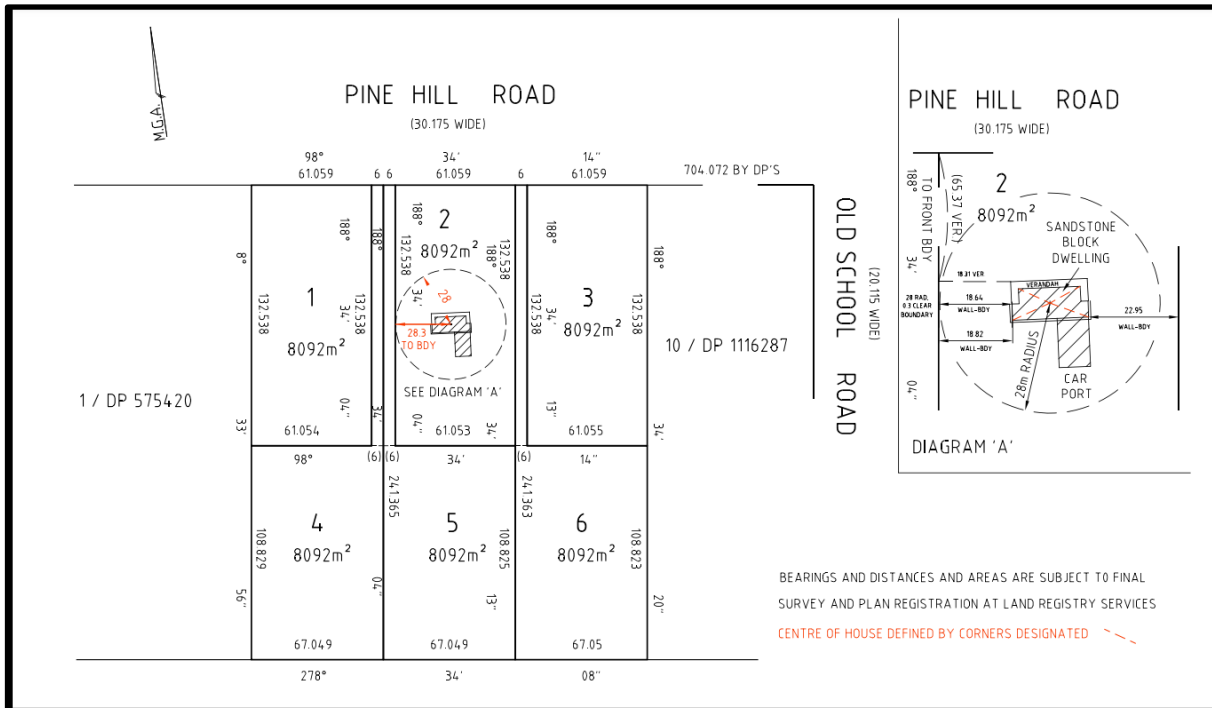 M.G.A.
PINE HILL ROAD
(30.175 WIDE)
98° 34' 14"
61.059 6 6 61.059 6 61.059
704.072 BY DP'S
8°
132.538
33'
1
8092m²
188°
34'
04"
132.538
188°
34'
2
8092m²
188°
132.538
34'
04"
132.538
188°
34'
28
28.3
TO BDY
SEE DIAGRAM 'A'
3
8092m²
188°
34'
13"
132.538
188°
132.538
34'
1 / DP 575420
10 / DP 1116287
OLD SCHOOL ROAD
(20.115 WIDE)
61.054 61.053 61.055
98° (6) (6) 34' (6) 14"
4
8092m²
108.829
56"
241.365
04"
5
8092m²
108.825
13"
241.363
6
8092m²
108.823
20"
67.049 67.049 67.05
278° 34' 08"
PINE HILL ROAD
(30.175 WIDE)
188°
34'
04"
TO FRONT BDY
(65.37 VER)
2
8092m²
SANDSTONE
BLOCK
DWELLING
18.31 VER
VERANDAH
28 RAD,
0.3 CLEAR
BOUNDARY
18.64
WALL-BDY
18.82
WALL-BDY
22.95
WALL-BDY
28m RADIUS
CAR
PORT
DIAGRAM 'A'
BEARINGS AND DISTANCES AND AREAS ARE SUBJECT TO FINAL
SURVEY AND PLAN REGISTRATION AT LAND REGISTRY SERVICES
CENTRE OF HOUSE DEFINED BY CORNERS DESIGNATED